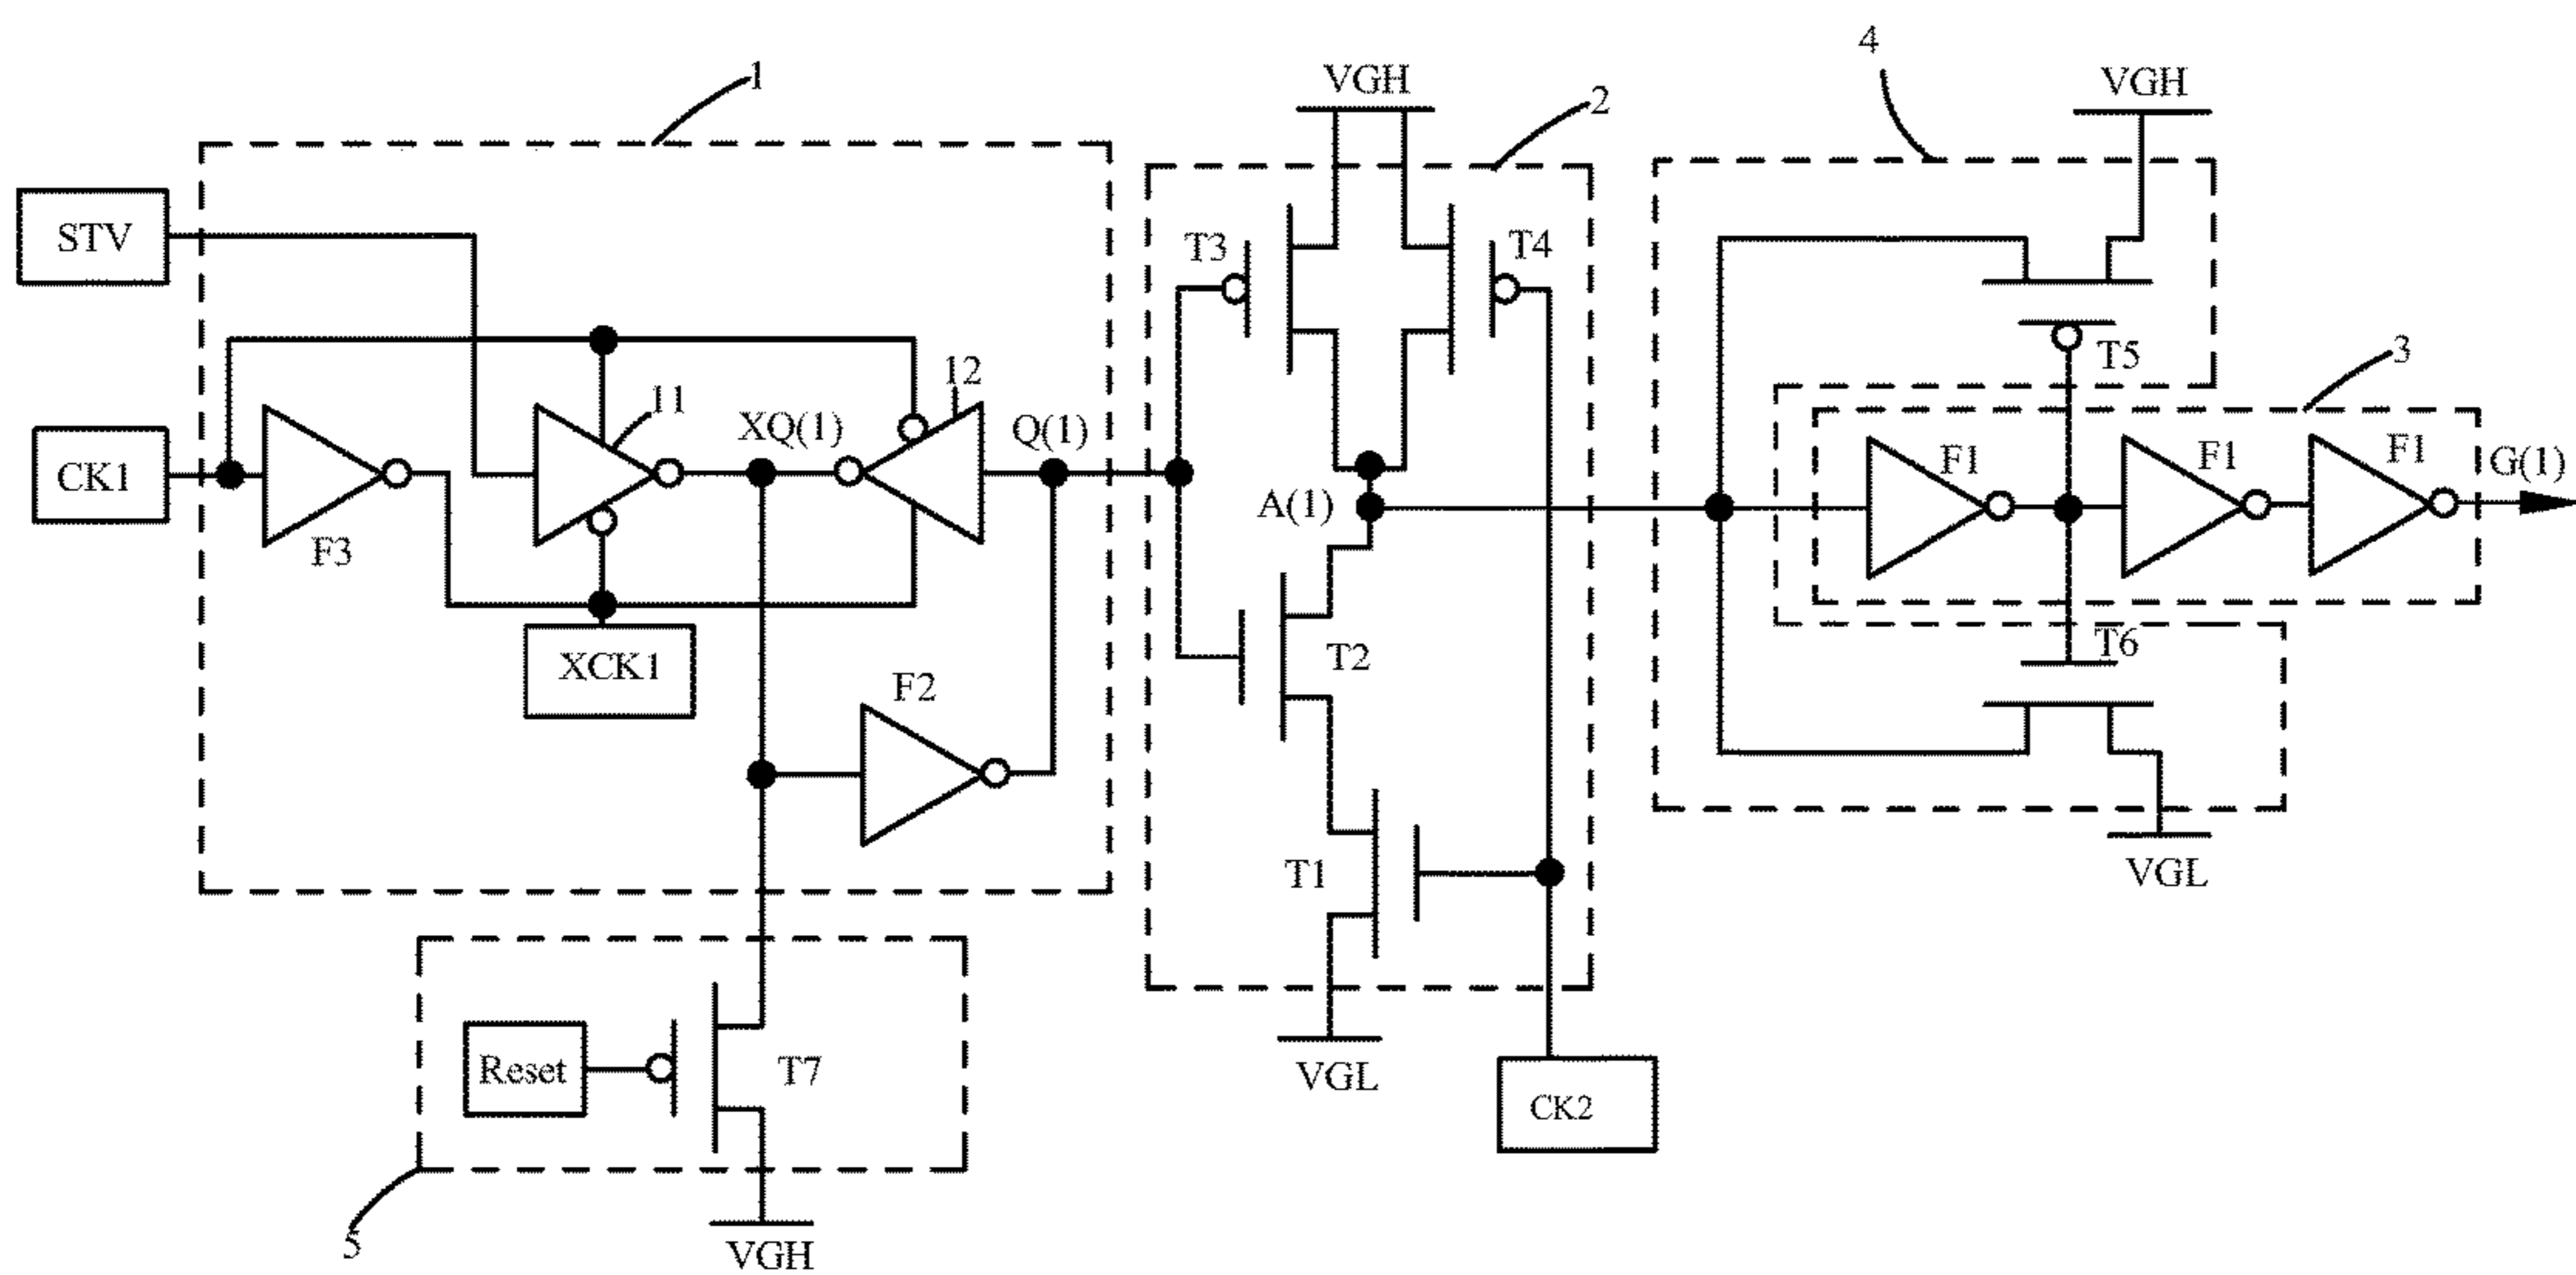 1
2
4
VGH
VGH
STV
T3
T4
T5
3
12
11
XQ(1)
Q(1)
CK1
F3
A(1)
F1
F1
F1
G(1)
XCK1
F2
T2
T6
T1
VGL
Reset
T7
VGL
CK2
5
VGH